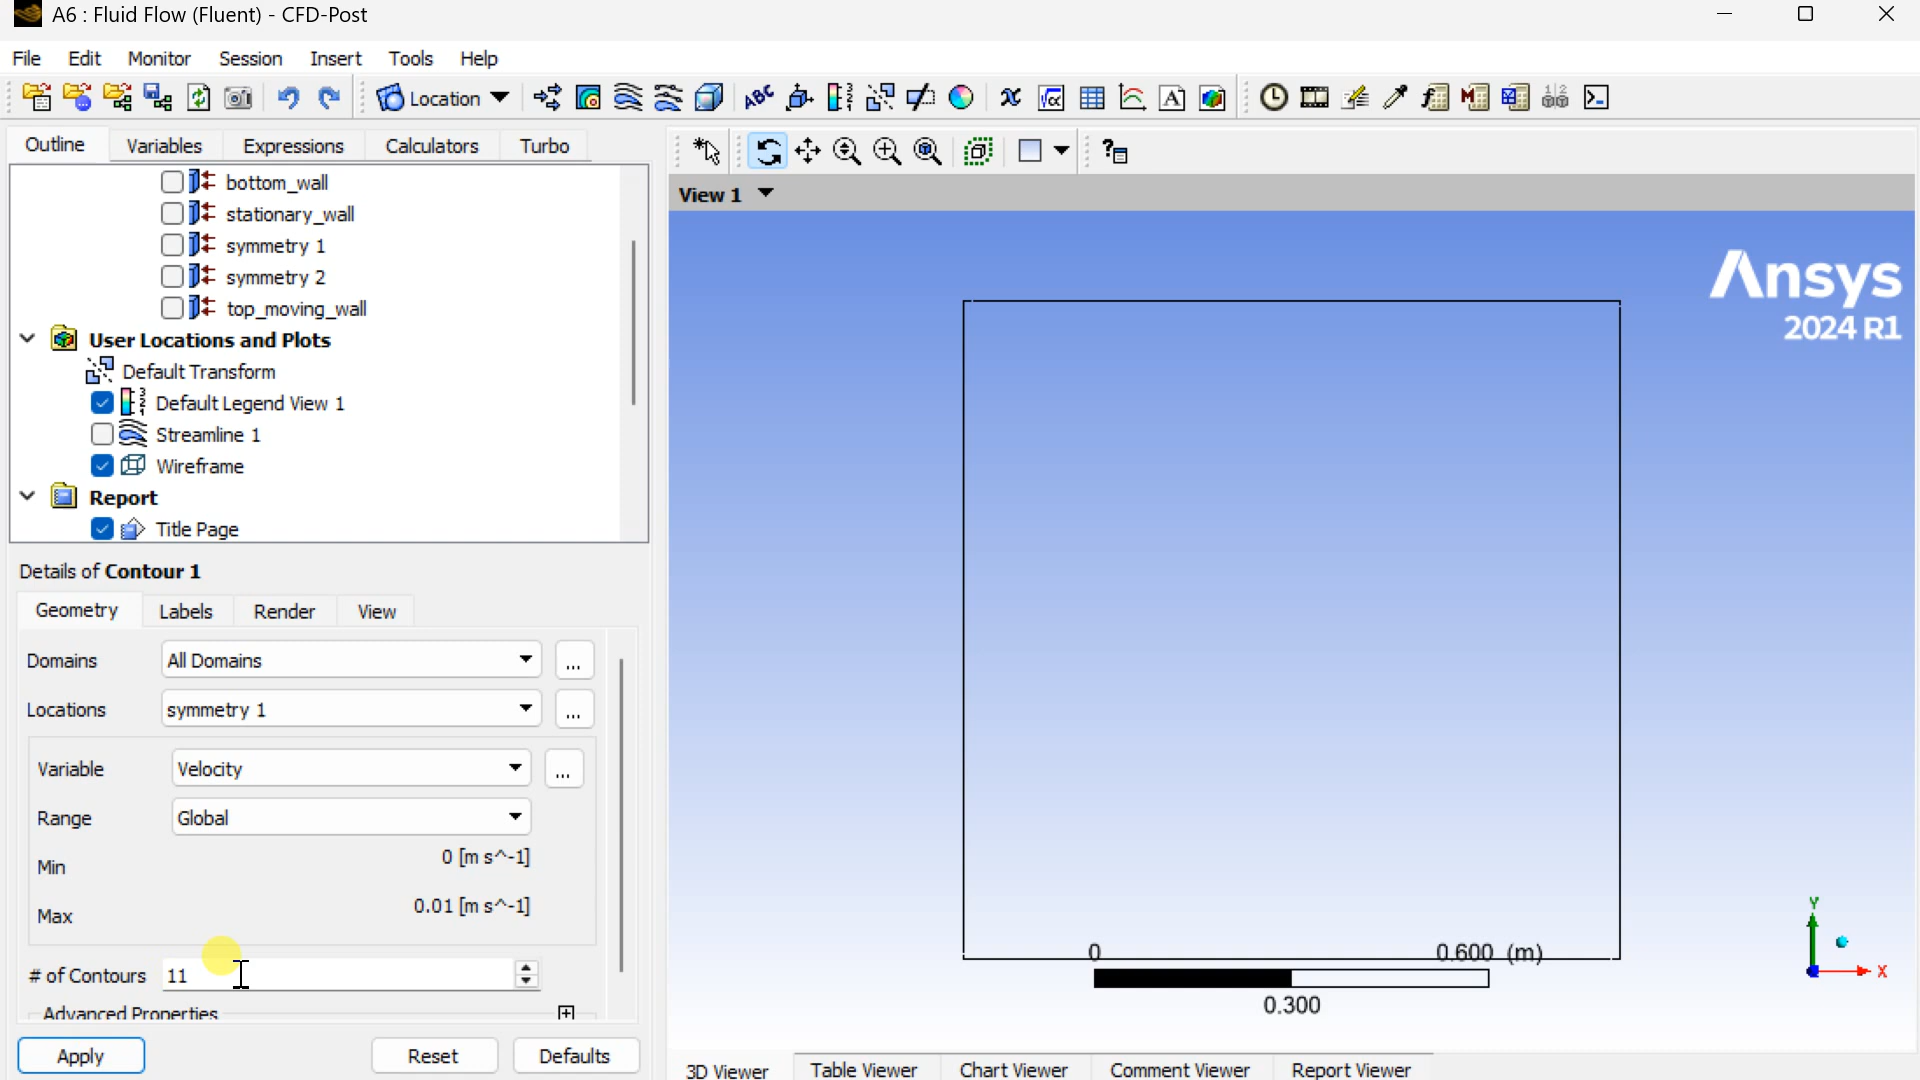 A6 : Fluid Flow (Fluent) - CFD-Post
File Edit Monitor Session Insert Tools Help
Location
Outline Variables Expressions Calculators Turbo
View 1
bottom_wall
stationary_wall
symmetry 1
symmetry 2
top_moving_wall
User Locations and Plots
Default Transform
Default Legend View 1
Streamline 1
Wireframe
Report
Title Page
Details of Contour 1
Geometry Labels Render View
Domains All Domains ...
Locations symmetry 1 ...
Variable Velocity ...
Range Global
Min 0 [m s^-1]
Max 0.01 [m s^-1]
# of Contours 11
Advanced Properties
Apply Reset Defaults
Ansys
2024 R1
0 0.600 (m)
0.300
Y
X
3D Viewer Table Viewer Chart Viewer Comment Viewer Report Viewer